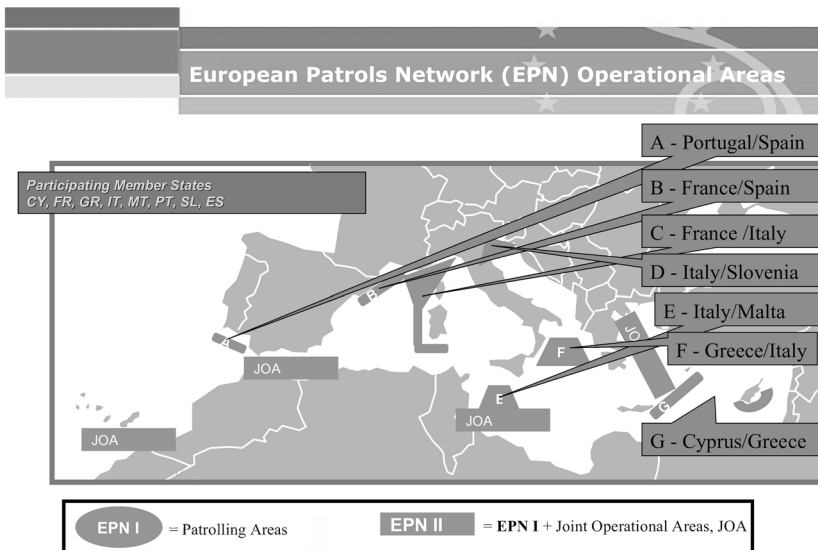 European Patrols Network (EPN) Operational Areas
A - Portugal/Spain
Participating Member States
CY, FR, GR, IT, MT, PT, SL, ES
B - France/Spain
C - France /Italy
D - Italy/Slovenia
E - Italy/Malta
F - Greece/Italy
G - Cyprus/Greece
B
A
JOA
F
JO
E
JOA
G
JOA
EPN I
= Patrolling Areas
EPN II
= EPN I + Joint Operational Areas, JOA